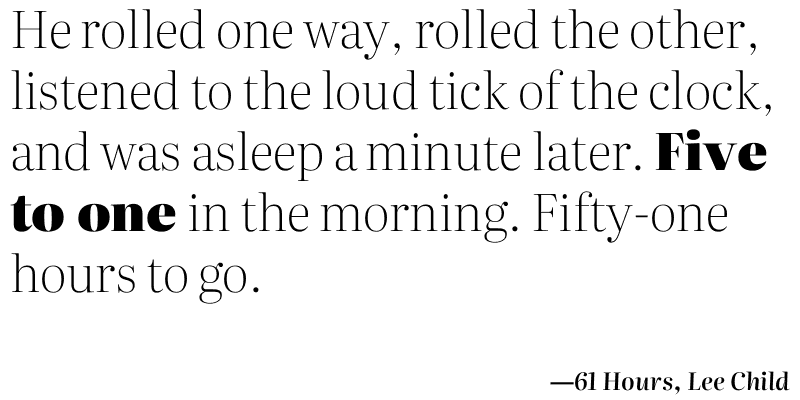 He rolled one way, rolled the other,
listened to the loud tick of the clock,
and was asleep a minute later. Five
to one in the morning. Fifty-one
hours to go.
—61 Hours, Lee Child